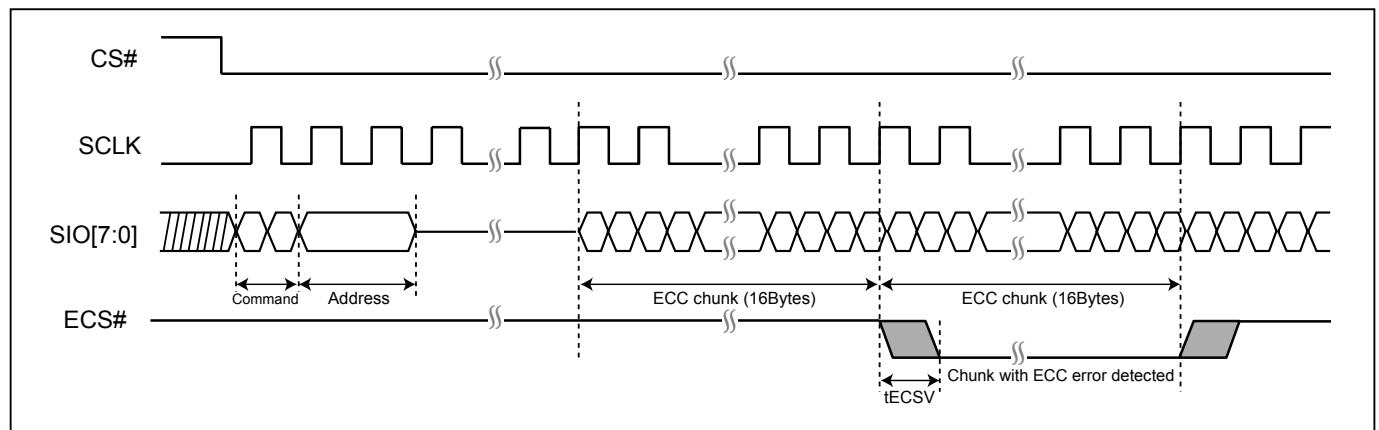 CS#
SCLK
SIO[7:0]
Command
Address
ECC chunk (16Bytes)
ECC chunk (16Bytes)
ECS#
Chunk with ECC error detected
tECSV